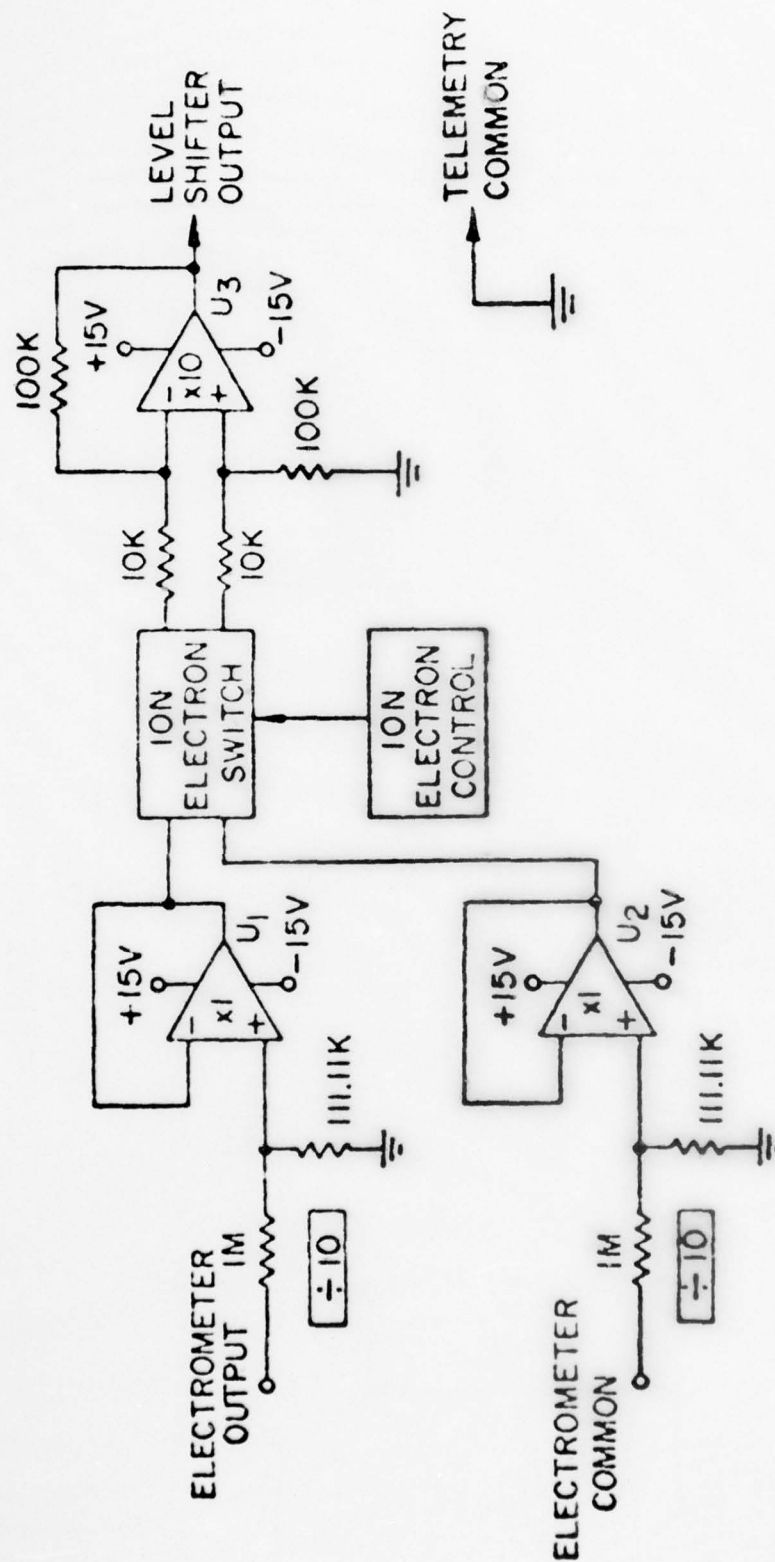 ELECTROMETER
OUTPUT
1M
÷ 10
111.11K
+15V
-
x1
+
U1
-15V
ION
ELECTRON
SWITCH
ION
ELECTRON
CONTROL
10K
10K
100K
+15V
-
x10
+
U3
-15V
100K
LEVEL
SHIFTER
OUTPUT
ELECTROMETER
COMMON
1M
÷ 10
111.11K
+15V
-
x1
+
U2
-15V
TELEMETRY
COMMON